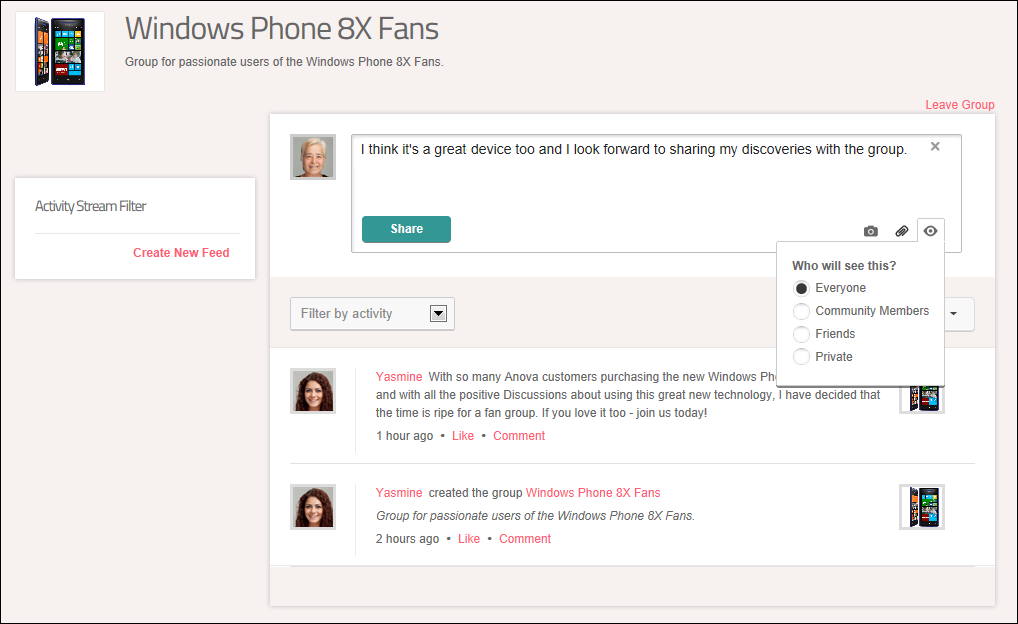 Windows Phone 8X Fans
Group for passionate users of the Windows Phone 8X Fans.
Leave Group
I think it's a great device too and I look forward to sharing my discoveries with the group.
Activity Stream Filter
Create New Feed
Share
Who will see this?
Everyone
Community Members
Friends
Private
Filter by activity
Yasmine With so many Anova customers purchasing the new Windows
and with all the positive Discussions about using this great new technology, I have decided that
the time is ripe for a fan group. If you love it too - join us today!
1 hour ago • Like • Comment
Yasmine created the group Windows Phone 8X Fans
Group for passionate users of the Windows Phone 8X Fans.
2 hours ago • Like • Comment